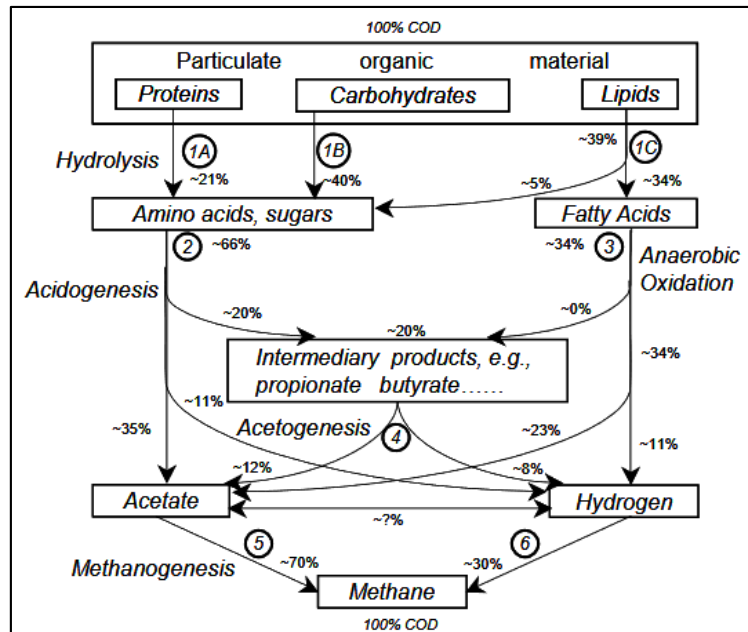 100% COD
Particulate organic material
Proteins Carbohydrates Lipids
Hydrolysis 1A 1B ~39% 1C
~21% ~40% ~5% ~34%
Amino acids, sugars Fatty Acids
2 ~66% ~34% 3
Anaerobic
Oxidation
Acidogenesis
~20% ~0%
~20%
Intermediary products, e.g.,
propionate butyrate......
~34%
~11%
Acetogenesis 4
~35% ~23% ~11%
~12% ~8%
Acetate Hydrogen
~?%
5 6
Methanogenesis ~70% ~30%
Methane
100% COD